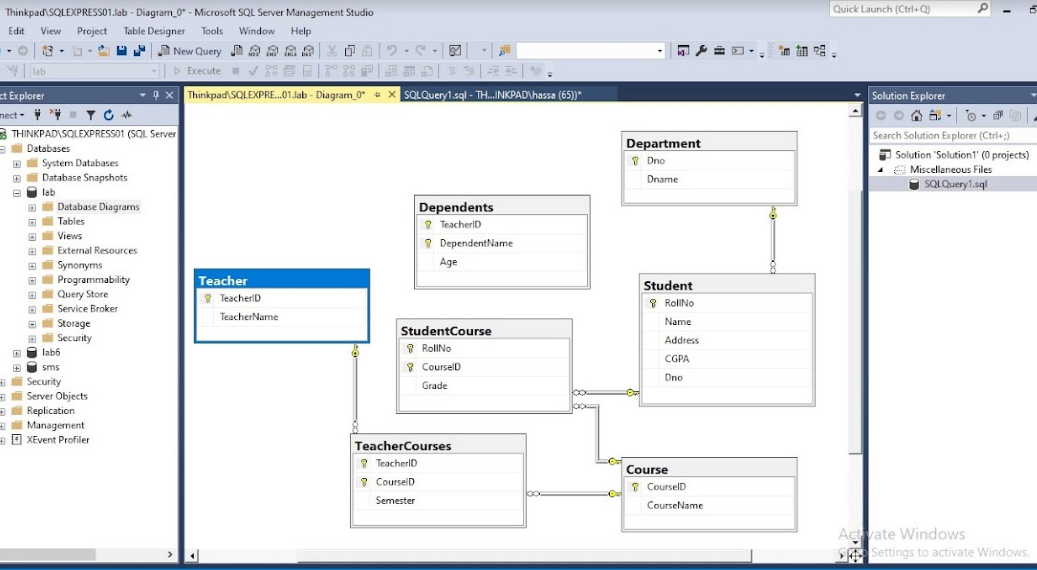 Thinkpad\SQLEXPRESS01.lab - Diagram_0* - Microsoft SQL Server Management Studio
Quick Launch (Ctrl+Q)
Edit View Project Table Designer Tools Window Help
New Query
lab
Execute
ct Explorer
Thinkpad\SQLEXPRE...01.lab - Diagram_0*
SQLQuery1.sql - TH...INKPAD\hassa (65))*
Solution Explorer
nect
Search Solution Explorer (Ctrl+;)
THINKPAD\SQLEXPRESS01 (SQL Server
Databases
System Databases
Database Snapshots
lab
Database Diagrams
Tables
Views
External Resources
Synonyms
Programmability
Query Store
Service Broker
Storage
Security
lab6
sms
Security
Server Objects
Replication
Management
XEvent Profiler
Department
Dno
Dname
Dependents
TeacherID
DependentName
Age
Teacher
TeacherID
TeacherName
Student
RollNo
Name
Address
CGPA
Dno
StudentCourse
RollNo
CourseID
Grade
TeacherCourses
TeacherID
CourseID
Semester
Course
CourseID
CourseName
Solution 'Solution1' (0 projects)
Miscellaneous Files
SQLQuery1.sql
Activate Windows
Go to Settings to activate Windows.